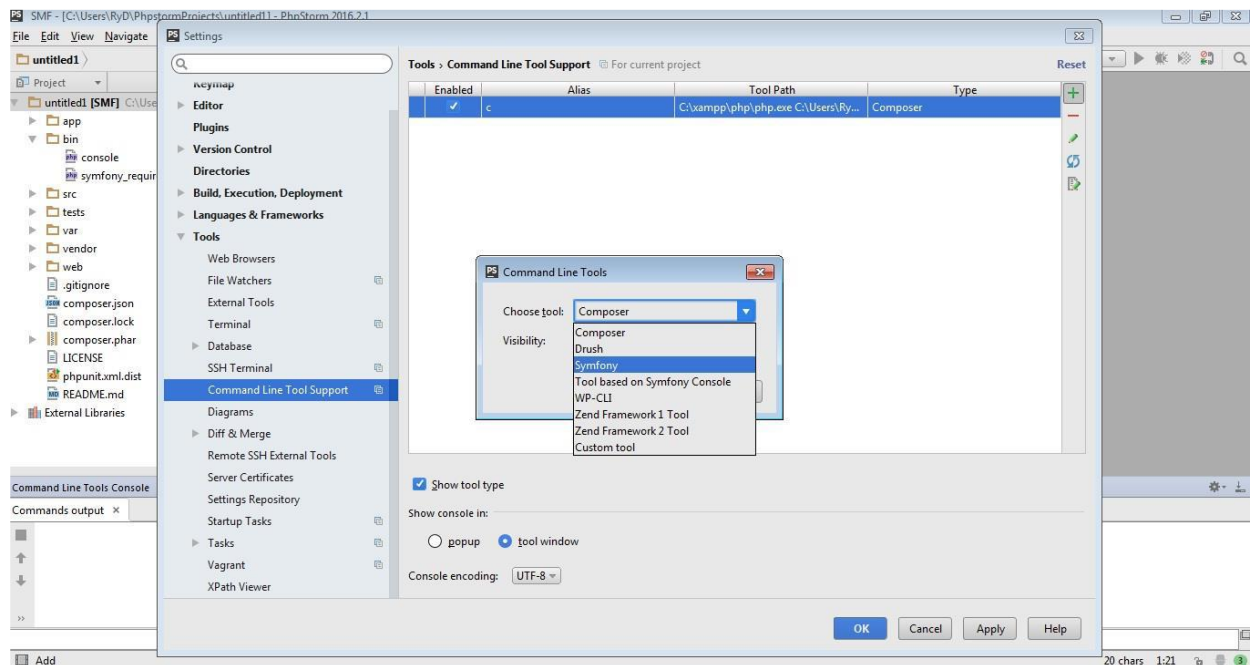 SMF - [C:\Users\RyD\PhpstormProjects\untitled1] - PhpStorm 2016.2.1
File Edit View Navigate
untitled1
Project
untitled1 [SMF] C:\Use
app
bin
console
symfony_requir
src
tests
var
vendor
web
.gitignore
composer.json
composer.lock
composer.phar
LICENSE
phpunit.xml.dist
README.md
External Libraries
Settings
Keymap
Editor
Plugins
Version Control
Directories
Build, Execution, Deployment
Languages & Frameworks
Tools
Web Browsers
File Watchers
External Tools
Terminal
Database
SSH Terminal
Command Line Tool Support
Diagrams
Diff & Merge
Remote SSH External Tools
Server Certificates
Settings Repository
Startup Tasks
Tasks
Vagrant
XPath Viewer
Tools › Command Line Tool Support For current project Reset
Enabled Alias Tool Path Type
c C:\xampp\php\php.exe C:\Users\Ry... Composer
Command Line Tools
Choose tool: Composer
Visibility:
Composer
Drush
Symfony
Tool based on Symfony Console
WP-CLI
Zend Framework 1 Tool
Zend Framework 2 Tool
Custom tool
Show tool type
Show console in:
popup tool window
Console encoding: UTF-8
OK Cancel Apply Help
Command Line Tools Console
Commands output ×
Add
20 chars 1:21 3